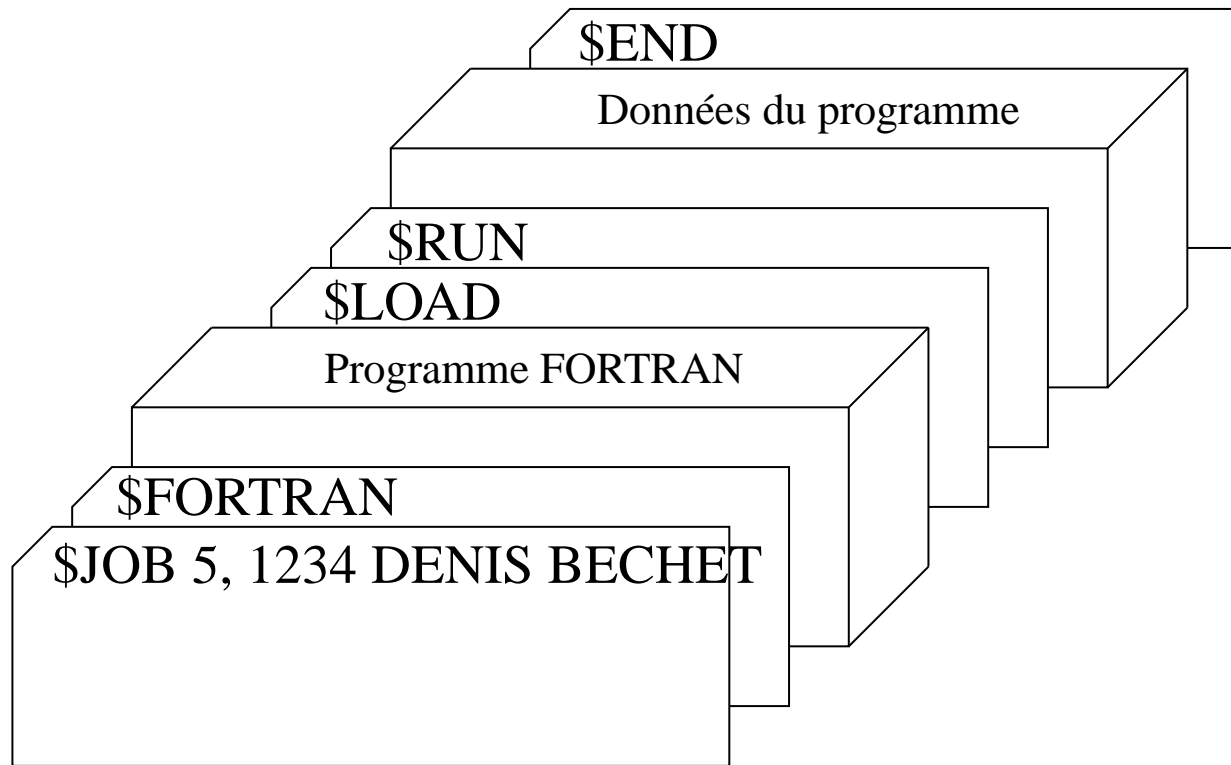 $END
Données du programme
$RUN
$LOAD
Programme FORTRAN
$FORTRAN
$JOB 5, 1234 DENIS BECHET